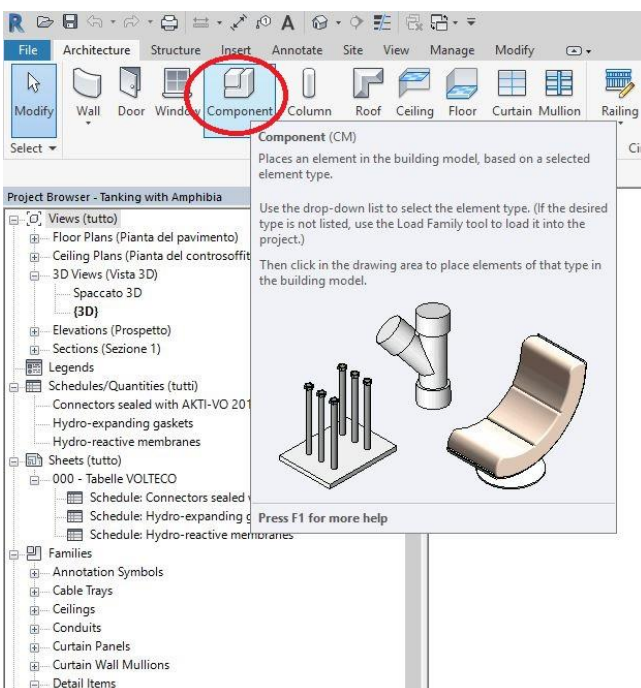 File Architecture Structure Insert Annotate Site View Manage Modify
Modify Wall Door Window Component Column Roof Ceiling Floor Curtain Mullion Railing
Select
Component (CM)
Places an element in the building model, based on a selected
element type.
Use the drop-down list to select the element type. (If the desired
type is not listed, use the Load Family tool to load it into the
project.)
Then click in the drawing area to place elements of that type in
the building model.
Press F1 for more help
Project Browser - Tanking with Amphibia
Views (tutto)
Floor Plans (Pianta del pavimento)
Ceiling Plans (Pianta del controsoffit
3D Views (Vista 3D)
Spaccato 3D
{3D}
Elevations (Prospetto)
Sections (Sezione 1)
Legends
Schedules/Quantities (tutti)
Connectors sealed with AKTI-VO 201
Hydro-expanding gaskets
Hydro-reactive membranes
Sheets (tutto)
000 - Tabelle VOLTECO
Schedule: Connectors sealed
Schedule: Hydro-expanding g
Schedule: Hydro-reactive membranes
Families
Annotation Symbols
Cable Trays
Ceilings
Conduits
Curtain Panels
Curtain Wall Mullions
Detail Items